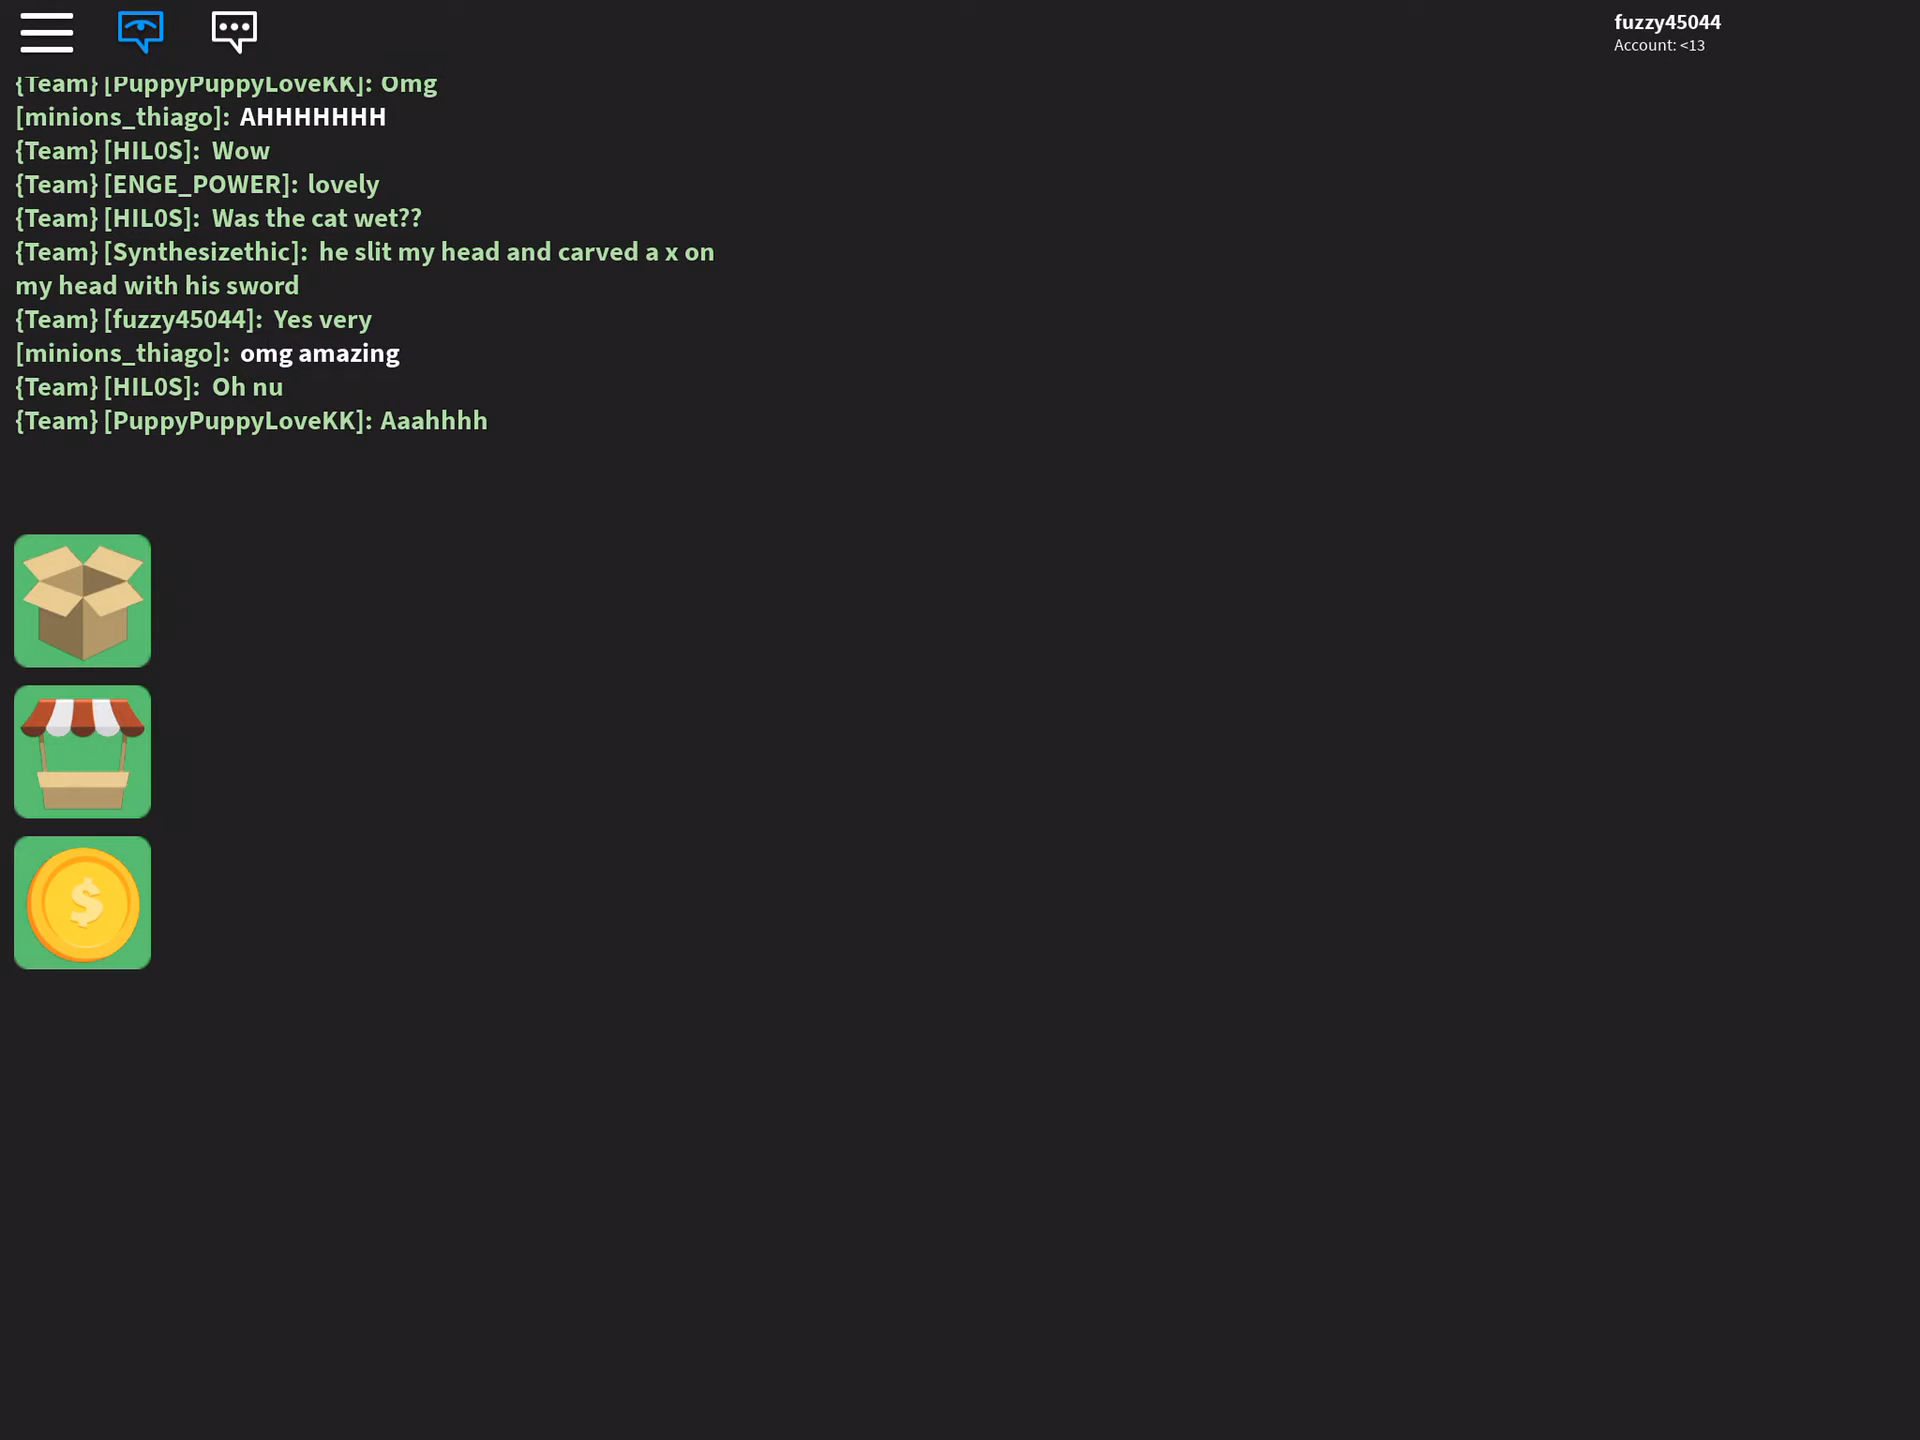 fuzzy45044
Account: <13
{Team} [PuppyPuppyLoveKK]: Omg
[minions_thiago]: AHHHHHHH
{Team} [HIL0S]: Wow
{Team} [ENGE_POWER]: lovely
{Team} [HIL0S]: Was the cat wet??
{Team} [Synthesizethic]: he slit my head and carved a x on
my head with his sword
{Team} [fuzzy45044]: Yes very
[minions_thiago]: omg amazing
{Team} [HIL0S]: Oh nu
{Team} [PuppyPuppyLoveKK]: Aaahhhh
$